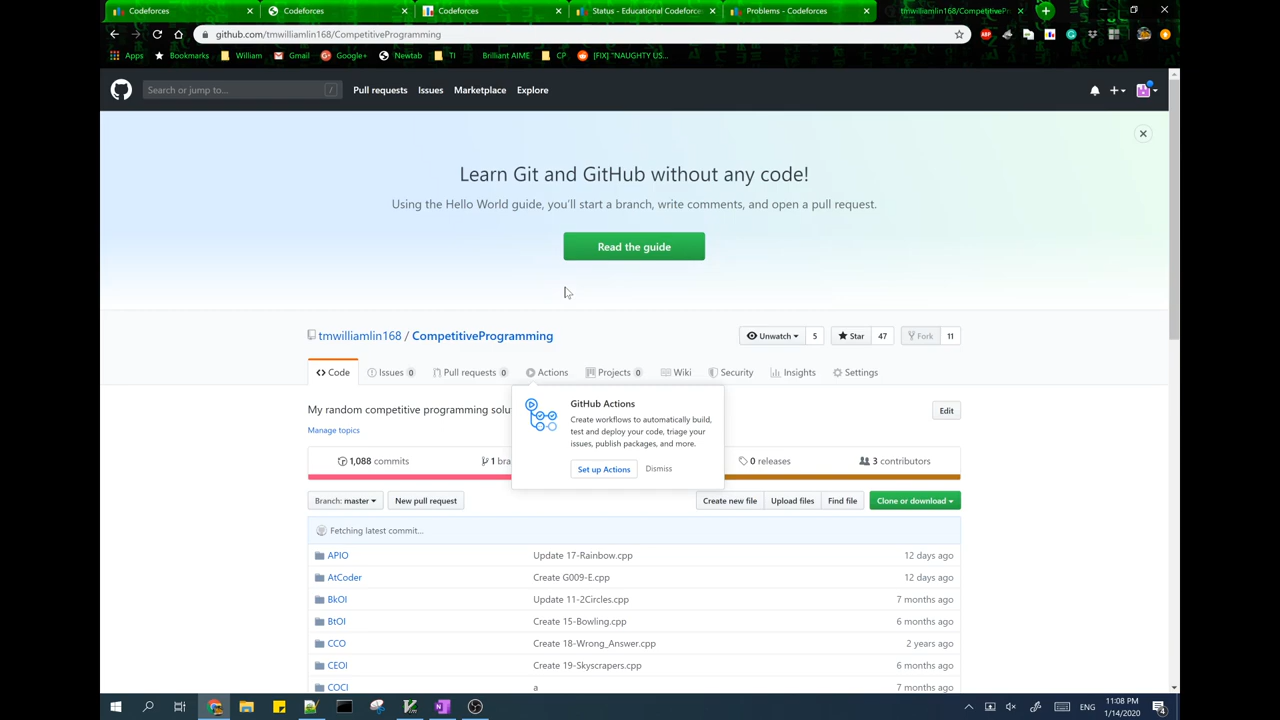 Codeforces
Codeforces
Codeforces
Status - Educational Codeforce
Problems - Codeforces
tmwilliamlin168/CompetitiveP
github.com/tmwilliamlin168/CompetitiveProgramming
Apps
Bookmarks
William
Gmail
Google+
Newtab
TI
Brilliant AIME
CP
[FIX] "NAUGHTY US...
Search or jump to...
/
Pull requests
Issues
Marketplace
Explore
Learn Git and GitHub without any code!
Using the Hello World guide, you'll start a branch, write comments, and open a pull request.
Read the guide
tmwilliamlin168 / CompetitiveProgramming
Unwatch 5
Star 47
Fork 11
Code
Issues 0
Pull requests 0
Actions
Projects 0
Wiki
Security
Insights
Settings
My random competitive programming solu
Edit
Manage topics
GitHub Actions
Create workflows to automatically build,
test and deploy your code, triage your
issues, publish packages, and more.
Set up Actions
Dismiss
1,088 commits
1 bra
0 releases
3 contributors
Branch: master
New pull request
Create new file
Upload files
Find file
Clone or download
Fetching latest commit...
APIO Update 17-Rainbow.cpp 12 days ago
AtCoder Create G009-E.cpp 12 days ago
BkOI Update 11-2Circles.cpp 7 months ago
BtOI Create 15-Bowling.cpp 6 months ago
CCO Create 18-Wrong_Answer.cpp 2 years ago
CEOI Create 19-Skyscrapers.cpp 6 months ago
COCI a 7 months ago
ENG
11:08 PM
1/14/2020
4